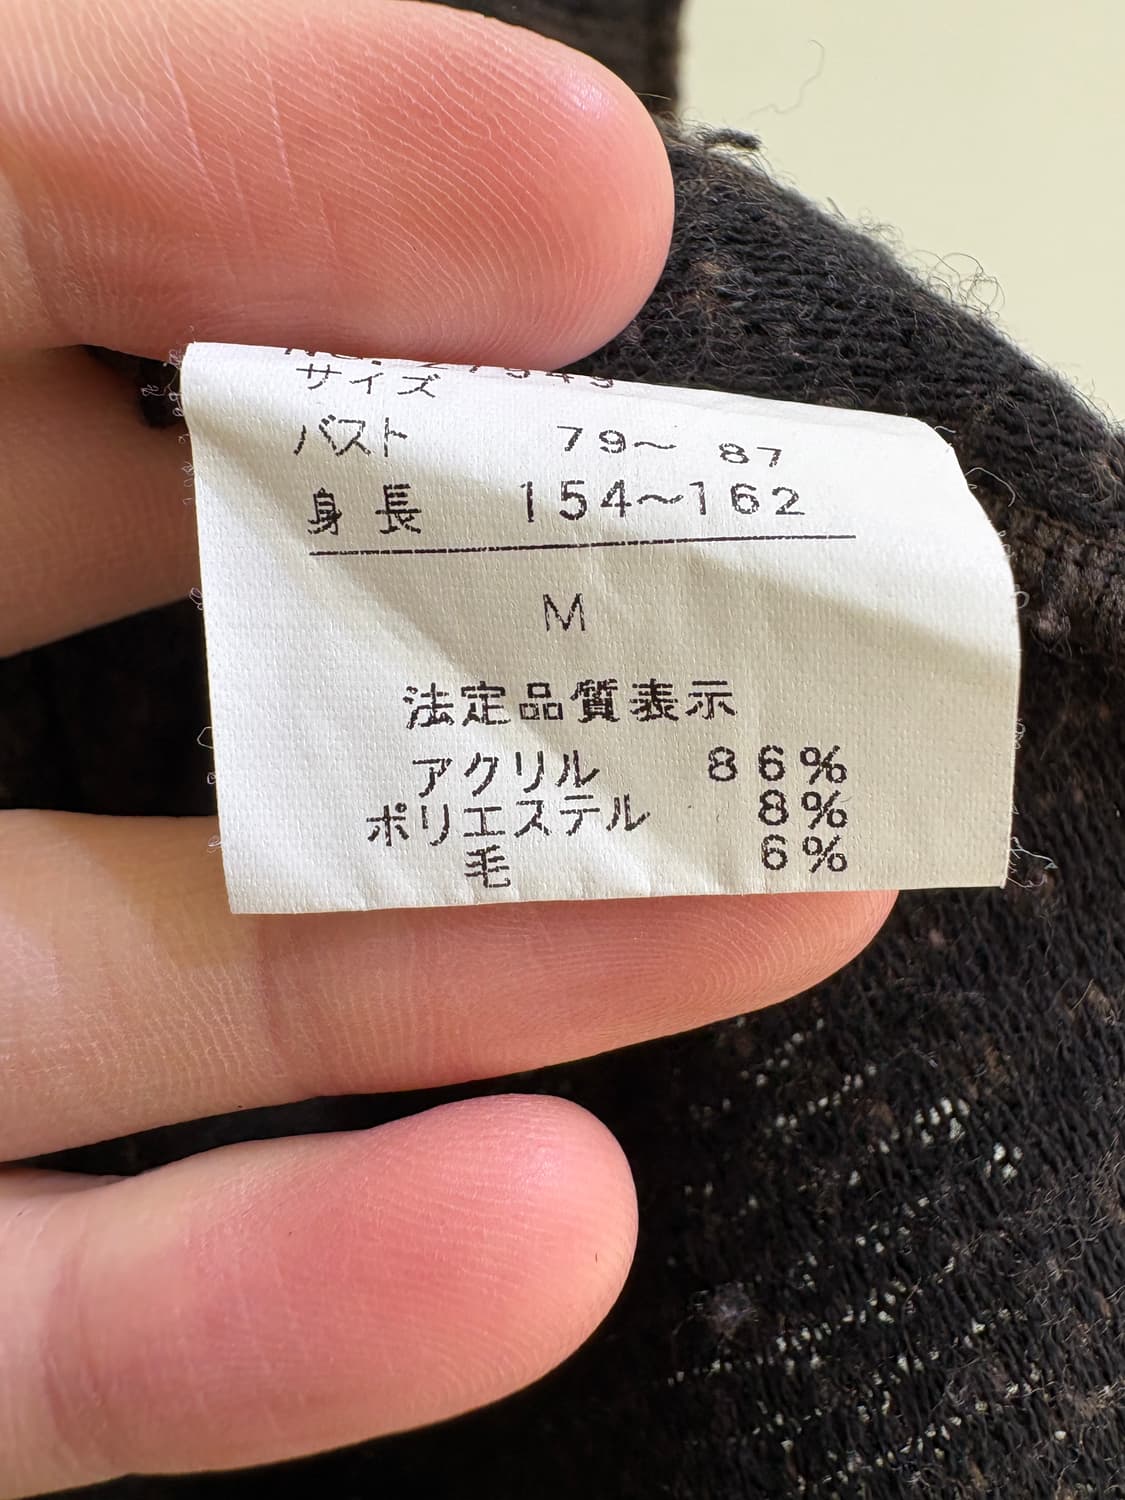 サイズ
バスト 79〜 87
身長 154〜162
M
法定品質表示
アクリル 86%
ポリエステル 8%
毛 6%